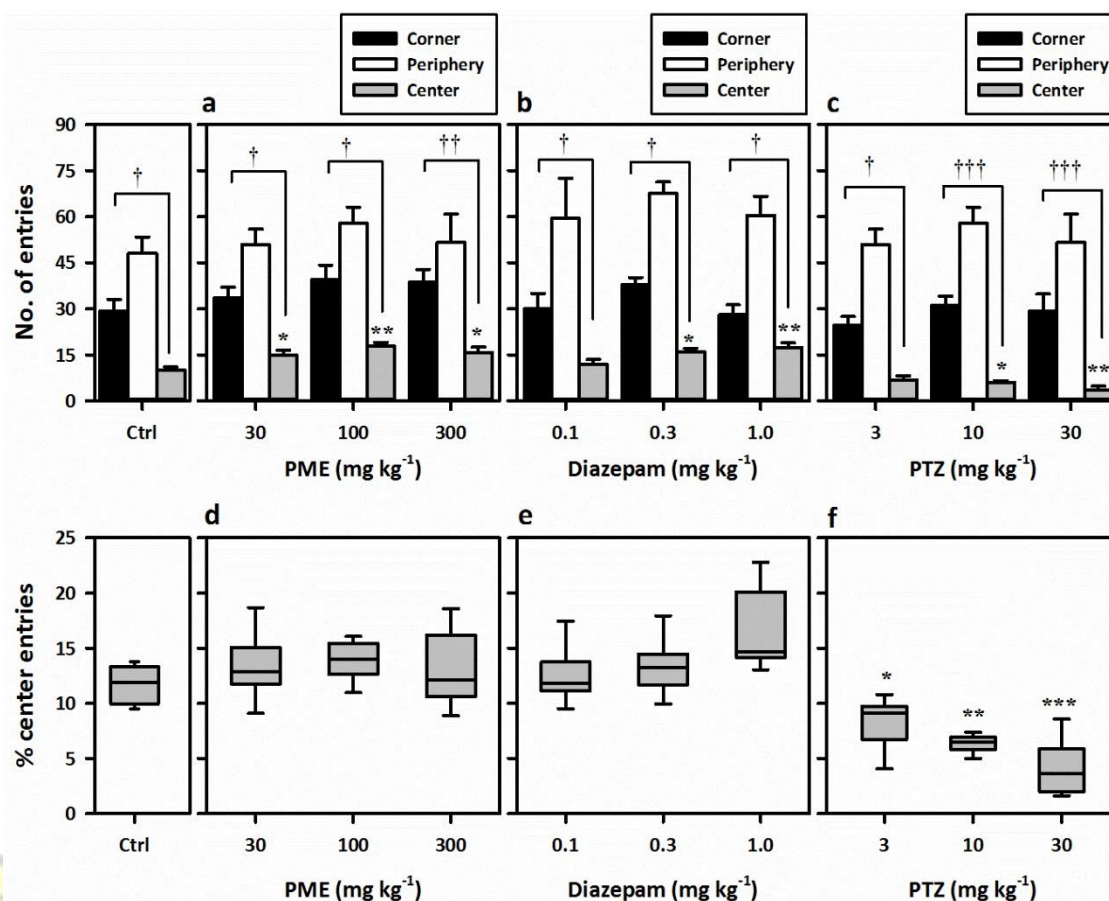 Corner
Periphery
Center
Corner
Periphery
Center
Corner
Periphery
Center
a
b
c
No. of entries
90
75
60
45
30
15
0
†
† † ††
† † †
† ††† †††
* ** *
* **
* **
Ctrl
30 100 300
0.1 0.3 1.0
3 10 30
PME (mg kg⁻¹)
Diazepam (mg kg⁻¹)
PTZ (mg kg⁻¹)
d
e
f
% center entries
25
20
15
10
5
0
* ** ***
Ctrl
30 100 300
0.1 0.3 1.0
3 10 30
PME (mg kg⁻¹)
Diazepam (mg kg⁻¹)
PTZ (mg kg⁻¹)